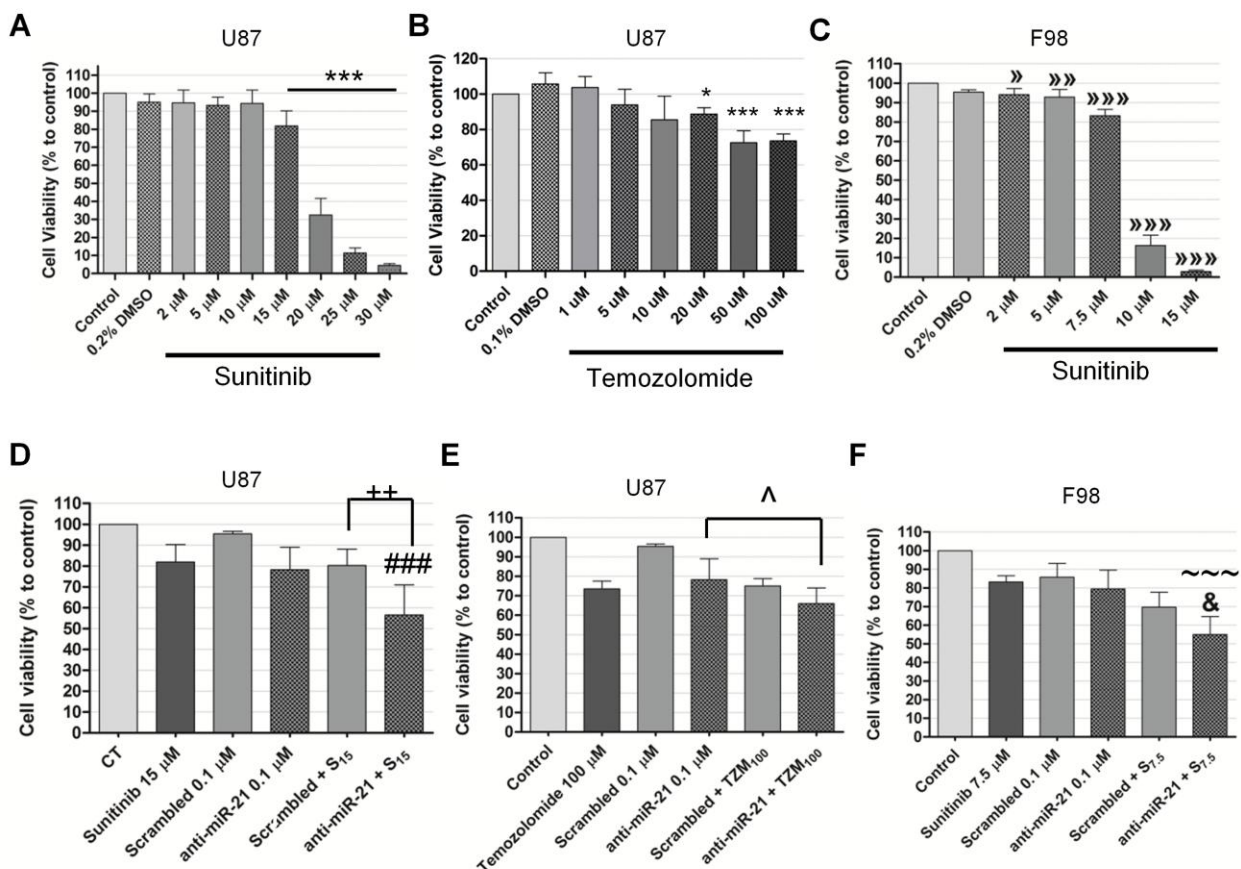 A
U87
***
Cell Viability (% to control)
110
100
90
80
70
60
50
40
30
20
10
0
Control
0.2% DMSO
2 µM
5 µM
10 µM
15 µM
20 µM
25 µM
30 µM
Sunitinib
B
U87
*
***
***
Cell Viability (% to control)
120
100
80
60
40
20
0
Control
0.1% DMSO
1 uM
5 uM
10 uM
20 uM
50 uM
100 uM
Temozolomide
C
F98
»
»»
»»»
»»»
»»»
Cell viability (% to control)
110
100
90
80
70
60
50
40
30
20
10
0
Control
0.2% DMSO
2 µM
5 µM
7.5 µM
10 µM
15 µM
Sunitinib
D
U87
++
###
Cell viability (% to control)
110
100
90
80
70
60
50
40
30
20
10
0
CT
Sunitinib 15 µM
Scrambled 0.1 µM
anti-miR-21 0.1 µM
Scrambled + S₁₅
anti-miR-21 + S₁₅
E
U87
^
Cell viability (% to control)
110
100
90
80
70
60
50
40
30
20
10
0
Control
Temozolomide 100 µM
Scrambled 0.1 µM
anti-miR-21 0.1 µM
Scrambled + TZM₁₀₀
anti-miR-21 + TZM₁₀₀
F
F98
~~~
&
Cell viability (% to control)
110
100
90
80
70
60
50
40
30
20
10
0
Control
Sunitinib 7.5 µM
Scrambled 0.1 µM
anti-miR-21 0.1 µM
Scrambled + S₇.₅
anti-miR-21 + S₇.₅